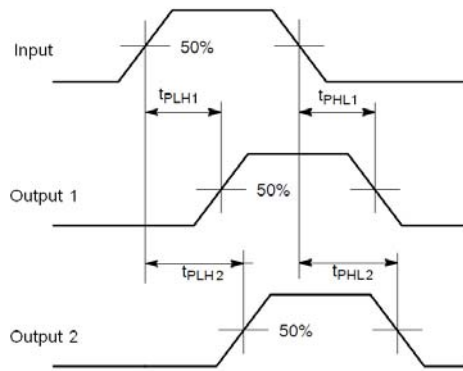 Input
50%
tPLH1
tPHL1
Output 1
50%
tPLH2
tPHL2
Output 2
50%